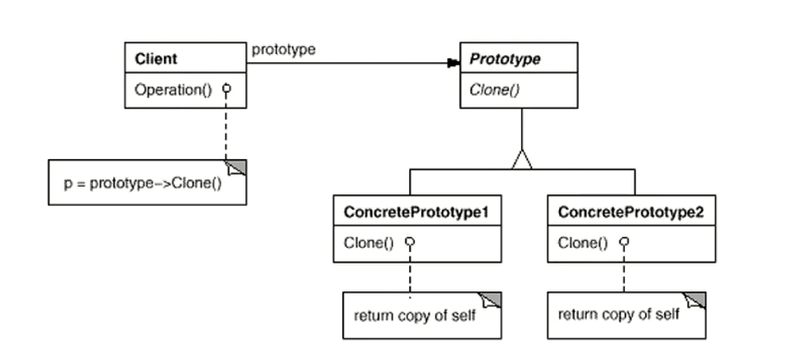 Client
prototype
Prototype
Operation()
Clone()
p = prototype->Clone()
ConcretePrototype1
ConcretePrototype2
Clone()
Clone()
return copy of self
return copy of self